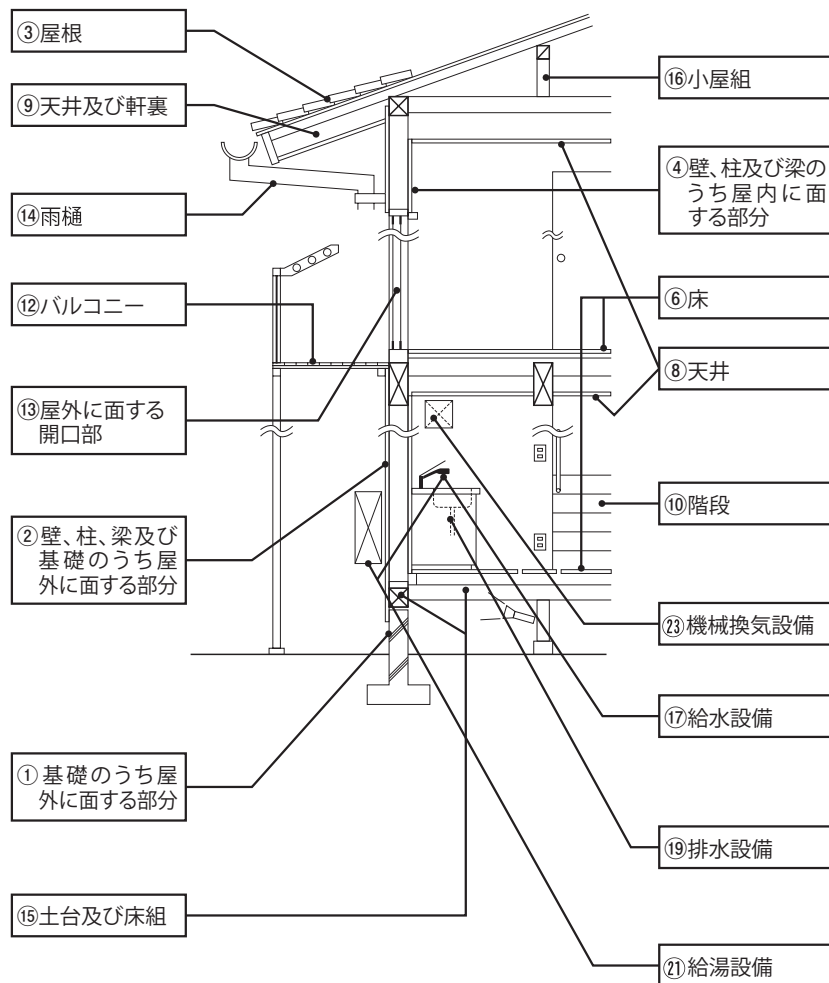 ③屋根
⑨天井及び軒裏
⑭雨樋
⑫バルコニー
⑬屋外に面する
開口部
②壁、柱、梁及び
基礎のうち屋
外に面する部分
①基礎のうち屋
外に面する部分
⑮土台及び床組
⑯小屋組
④壁、柱及び梁の
うち屋内に面
する部分
⑥床
⑧天井
⑩階段
㉓機械換気設備
⑰給水設備
⑲排水設備
㉑給湯設備